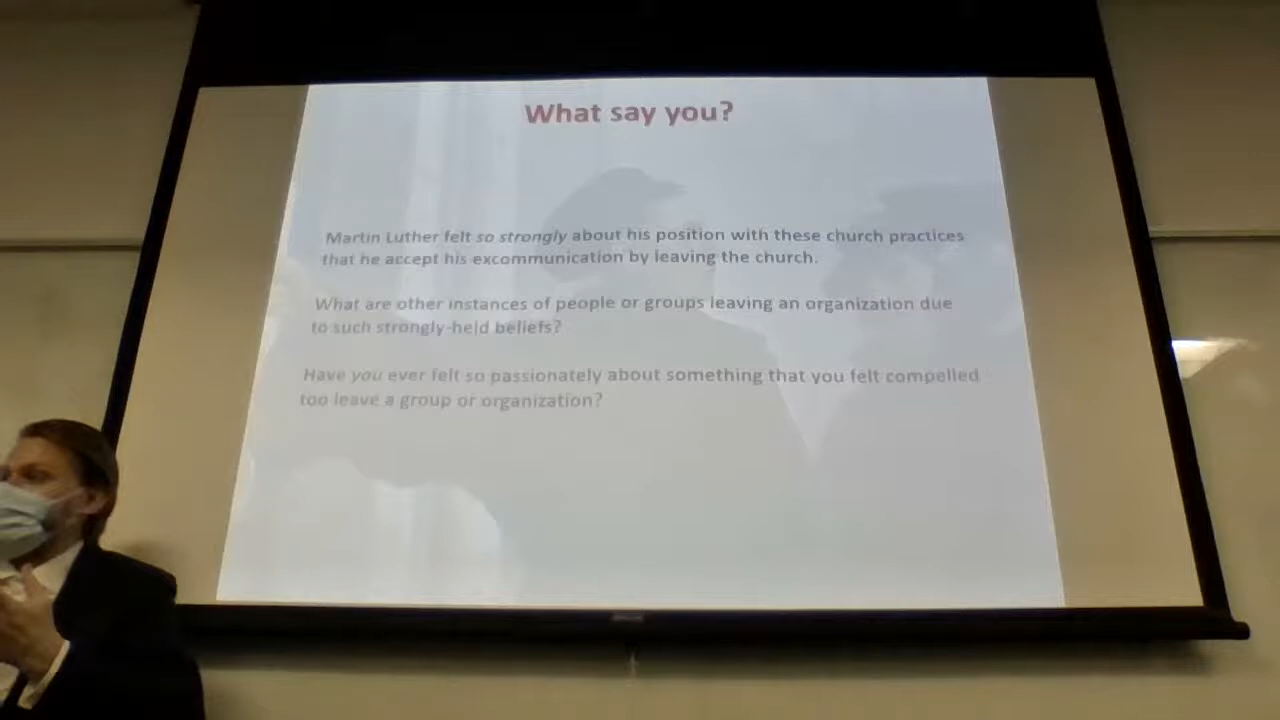 What say you?
Martin Luther felt so strongly about his position with these church practices
that he accept his excommunication by leaving the church.
What are other instances of people or groups leaving an organization due
to such strongly-held beliefs?
Have you ever felt so passionately about something that you felt compelled
too leave a group or organization?